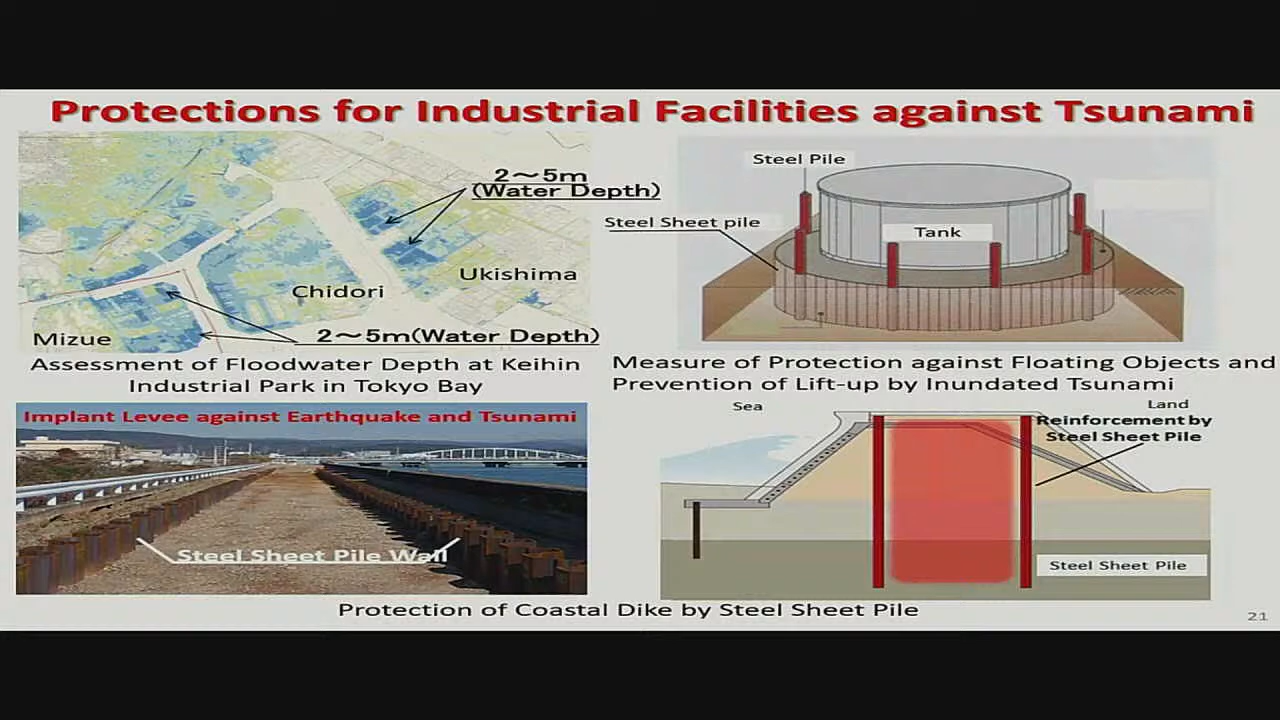 Protections for Industrial Facilities against Tsunami
2～5m
(Water Depth)
Ukishima
Chidori
Mizue
2～5m(Water Depth)
Assessment of Floodwater Depth at Keihin
Industrial Park in Tokyo Bay
Steel Pile
Steel Sheet pile
Tank
Measure of Protection against Floating Objects and
Prevention of Lift-up by Inundated Tsunami
Implant Levee against Earthquake and Tsunami
Steel Sheet Pile Wall
Sea
Land
Reinforcement by
Steel Sheet Pile
Steel Sheet Pile
Protection of Coastal Dike by Steel Sheet Pile
21